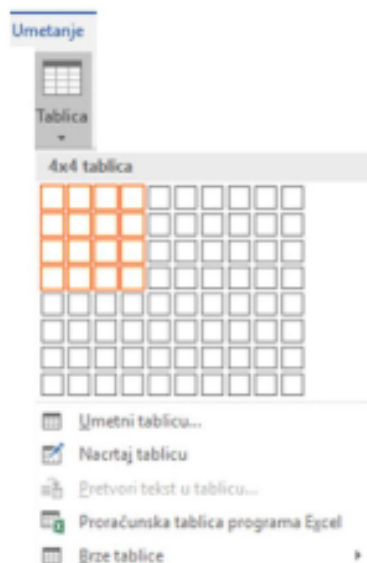 Umetanje
Tablica
4x4 tablica
Umetni tablicu...
Nacrtaj tablicu
Pretvori tekst u tablicu...
Proračunska tablica programa Excel
Brze tablice